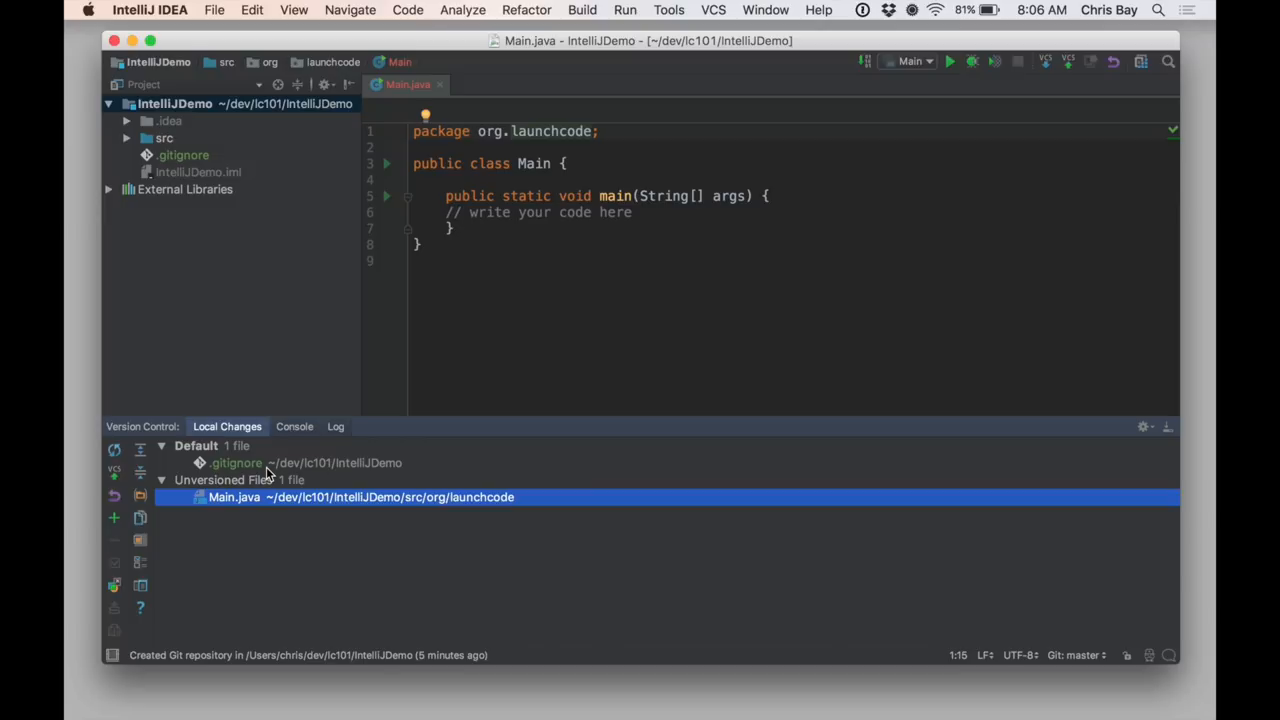 IntelliJ IDEA File Edit View Navigate Code Analyze Refactor Build Run Tools VCS Window Help 81% 8:06 AM Chris Bay
Main.java - IntelliJDemo - [~/dev/lc101/IntelliJDemo]
IntelliJDemo src org launchcode Main Main VCS VCS
Project Main.java
IntelliJDemo ~/dev/lc101/IntelliJDemo
.idea
src
.gitignore
IntelliJDemo.iml
External Libraries
1 package org.launchcode;
2
3 public class Main {
4
5 public static void main(String[] args) {
6 // write your code here
7 }
8 }
9
Version Control: Local Changes Console Log
Default 1 file
.gitignore ~/dev/lc101/IntelliJDemo
VCS
Unversioned Files 1 file
Main.java ~/dev/lc101/IntelliJDemo/src/org/launchcode
Created Git repository in /Users/chris/dev/lc101/IntelliJDemo (5 minutes ago) 1:15 LF UTF-8 Git: master